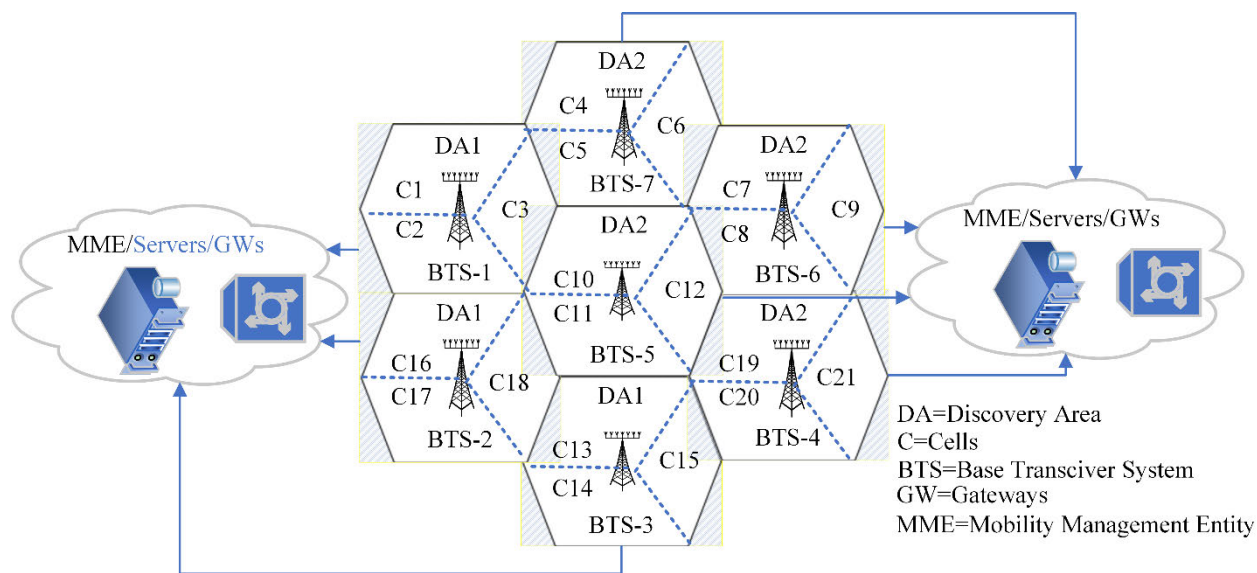 DA2
C4
C6
C5
BTS-7
DA1
C1
C3
C2
BTS-1
DA2
C7
C9
C8
BTS-6
MME/Servers/GWs
MME/Servers/GWs
DA2
C10
C12
C11
BTS-5
DA1
C16
C18
C17
BTS-2
DA2
C19
C21
C20
BTS-4
DA1
C13
C15
C14
BTS-3
DA=Discovery Area
C=Cells
BTS=Base Transciver System
GW=Gateways
MME=Mobility Management Entity